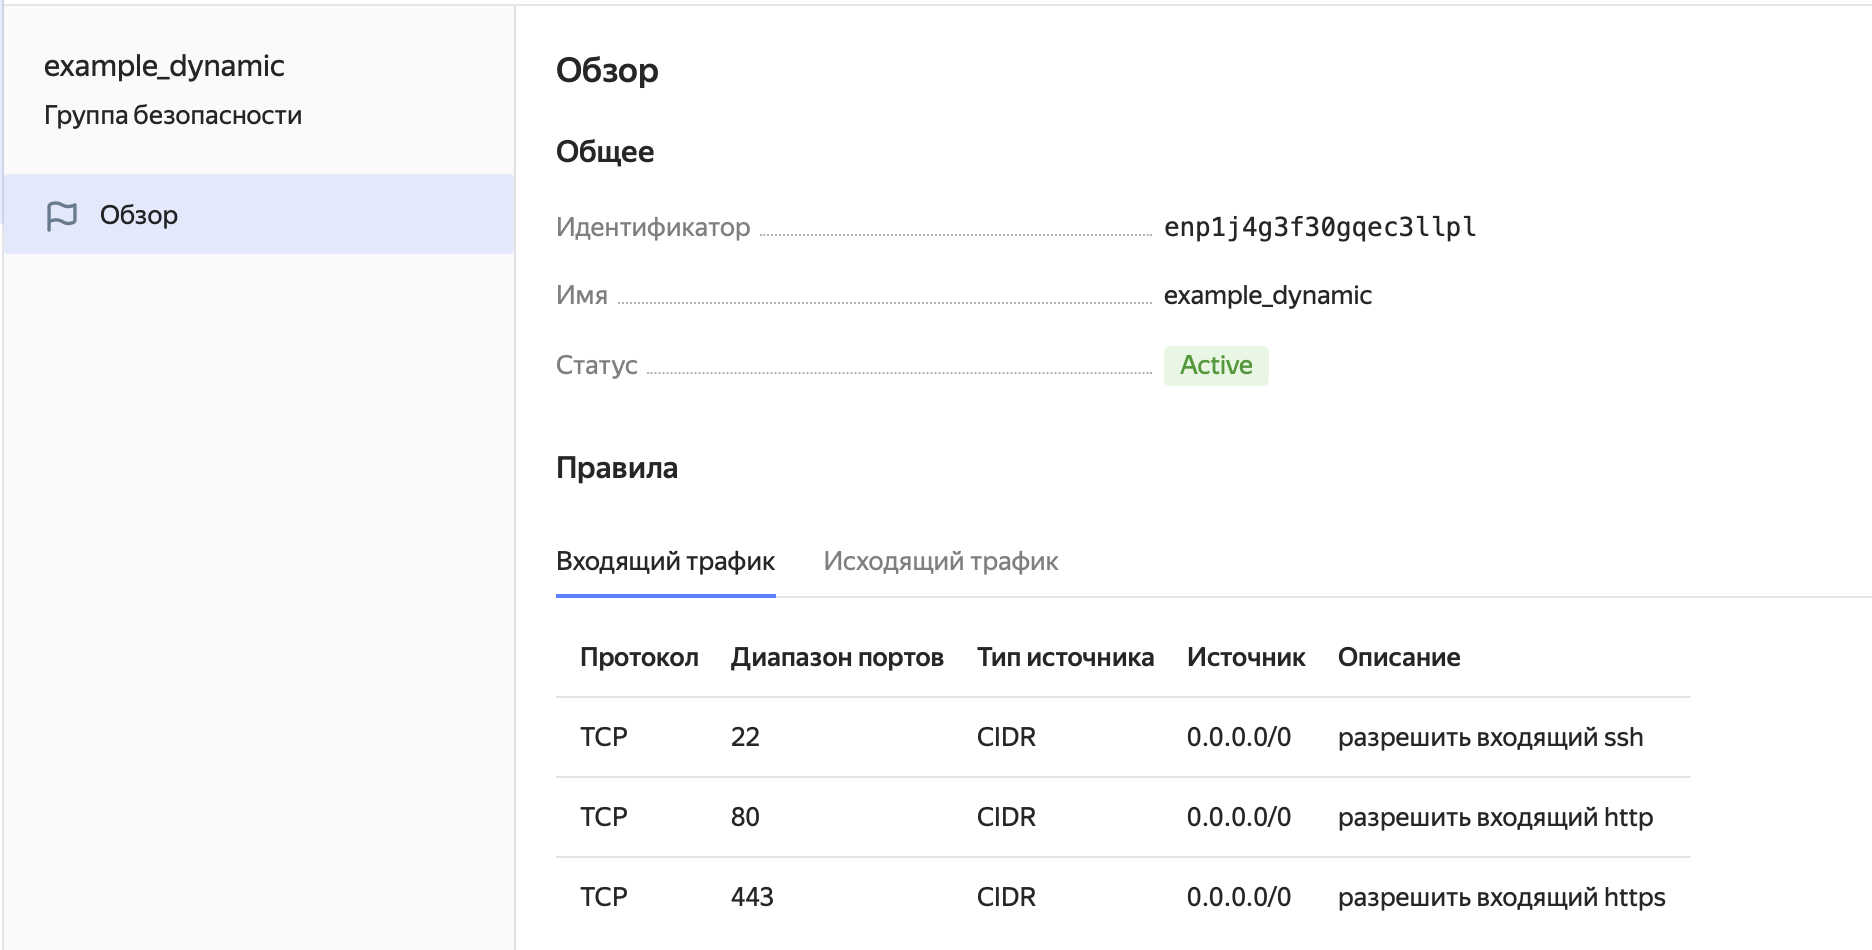 example_dynamic
Группа безопасности
Обзор
Обзор
Общее
Идентификатор enp1j4g3f30gqec3llpl
Имя example_dynamic
Статус Active
Правила
Входящий трафик Исходящий трафик
Протокол Диапазон портов Тип источника Источник Описание
TCP 22 CIDR 0.0.0.0/0 разрешить входящий ssh
TCP 80 CIDR 0.0.0.0/0 разрешить входящий http
TCP 443 CIDR 0.0.0.0/0 разрешить входящий https